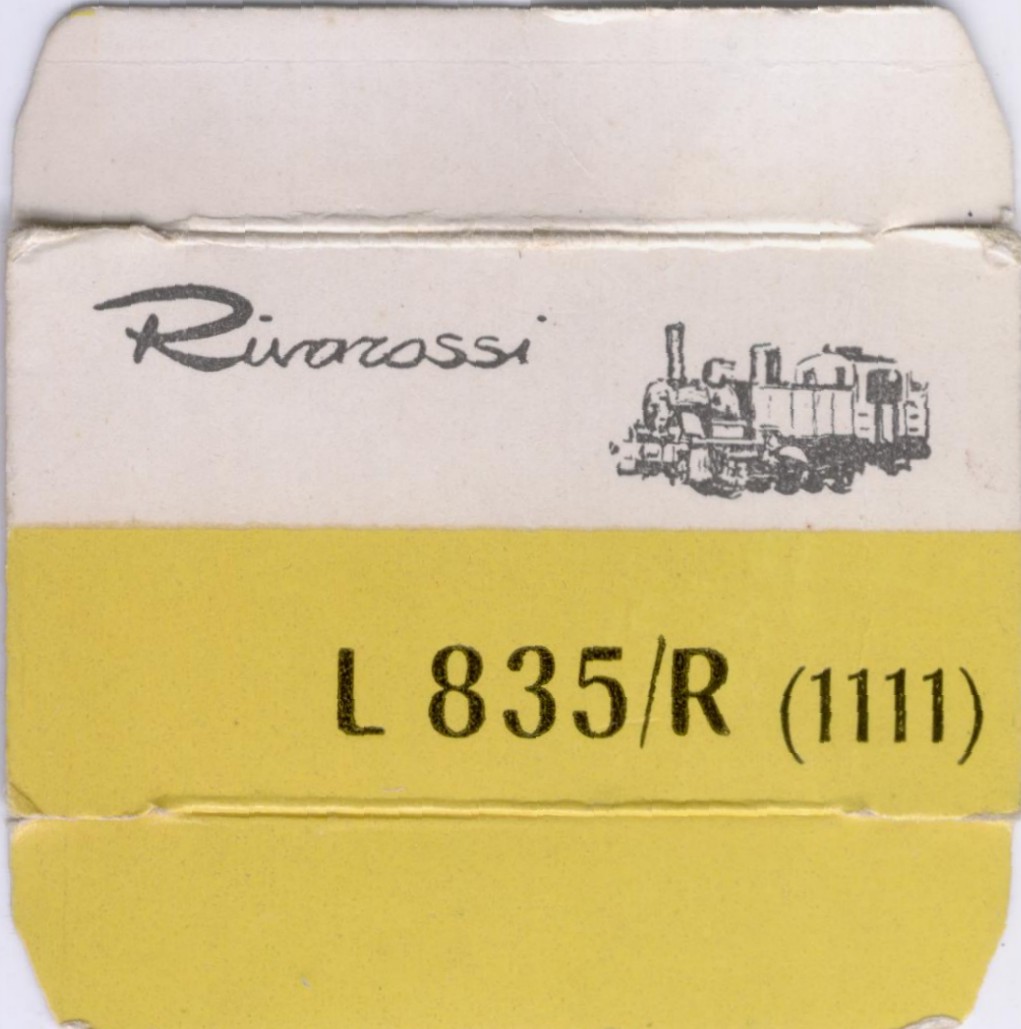 Rivarossi
L 835/R (1111)